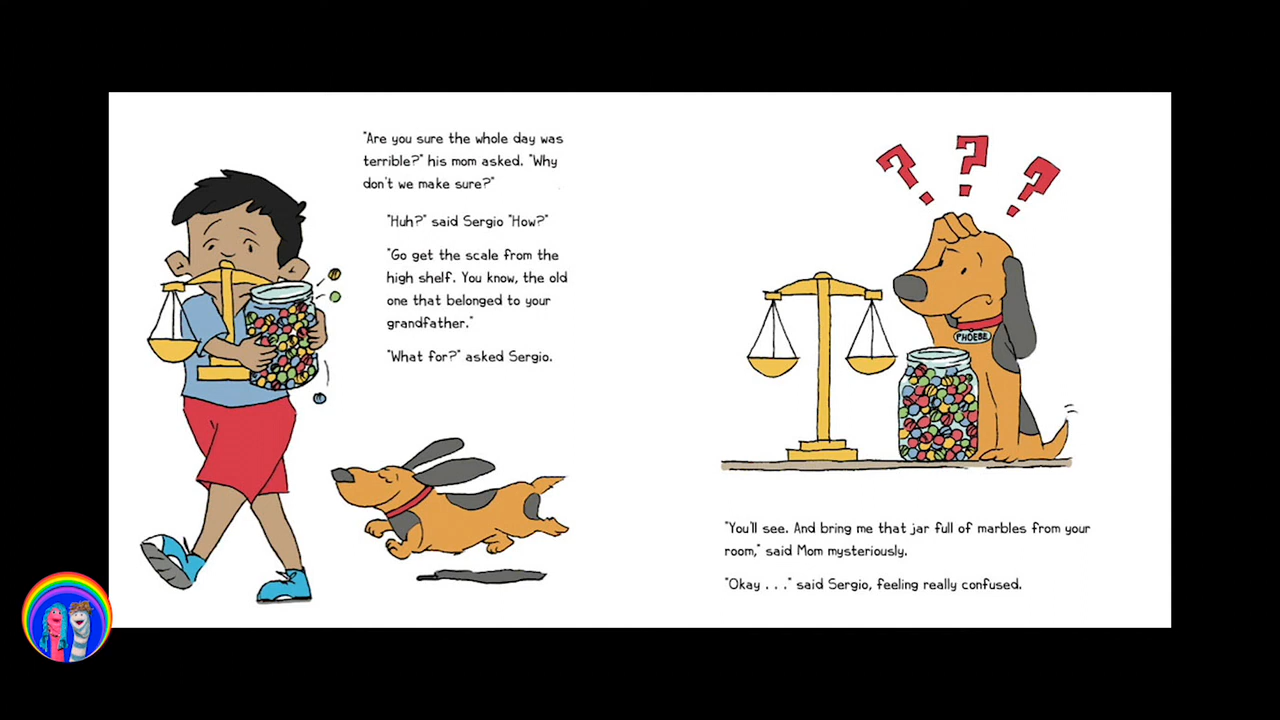 "Are you sure the whole day was
terrible?" his mom asked. "Why
don't we make sure?"
"Huh?" said Sergio "How?"
"Go get the scale from the
high shelf. You know, the old
one that belonged to your
grandfather."
"What for?" asked Sergio.
? ? ?
PHOEBE
"You'll see. And bring me that jar full of marbles from your
room," said Mom mysteriously.
"Okay . . ." said Sergio, feeling really confused.